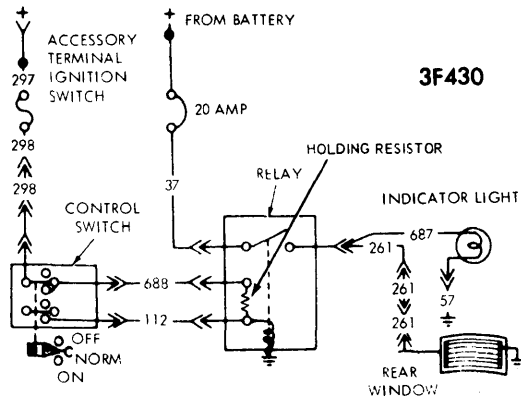 +
+
FROM BATTERY
ACCESSORY
TERMINAL
IGNITION
SWITCH
297
3F430
20 AMP
298
HOLDING RESISTOR
298
37
RELAY
INDICATOR LIGHT
CONTROL
SWITCH
687
261
688
261
57
112
261
OFF
NORM
ON
REAR
WINDOW